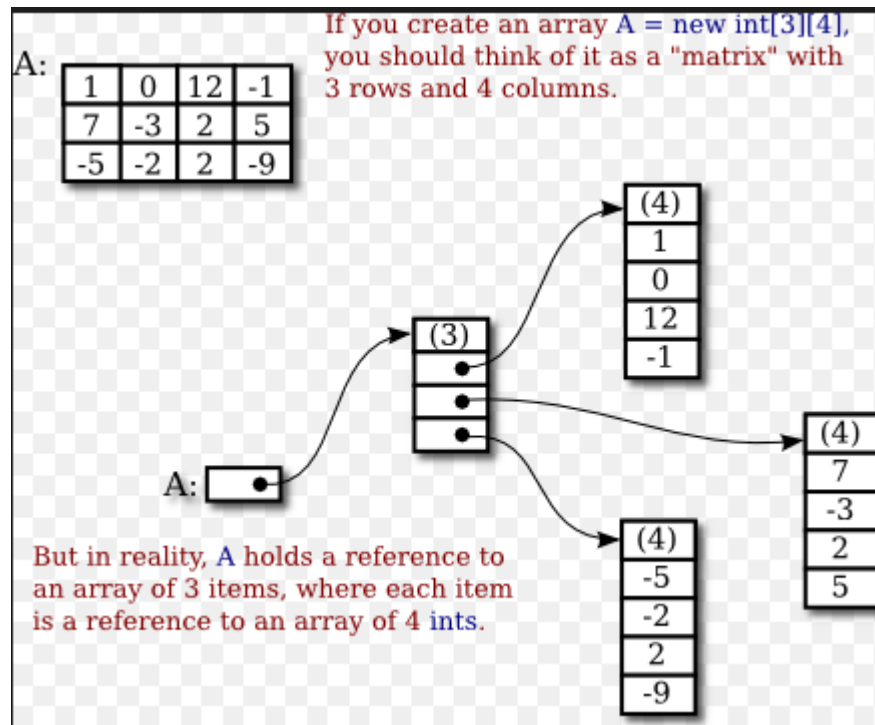 If you create an array A = new int[3][4],
you should think of it as a "matrix" with
3 rows and 4 columns.
A:
1 0 12 -1
7 -3 2 5
-5 -2 2 -9
(4)
1
0
12
-1
(3)
(4)
7
-3
2
5
A:
(4)
-5
-2
2
-9
But in reality, A holds a reference to
an array of 3 items, where each item
is a reference to an array of 4 ints.